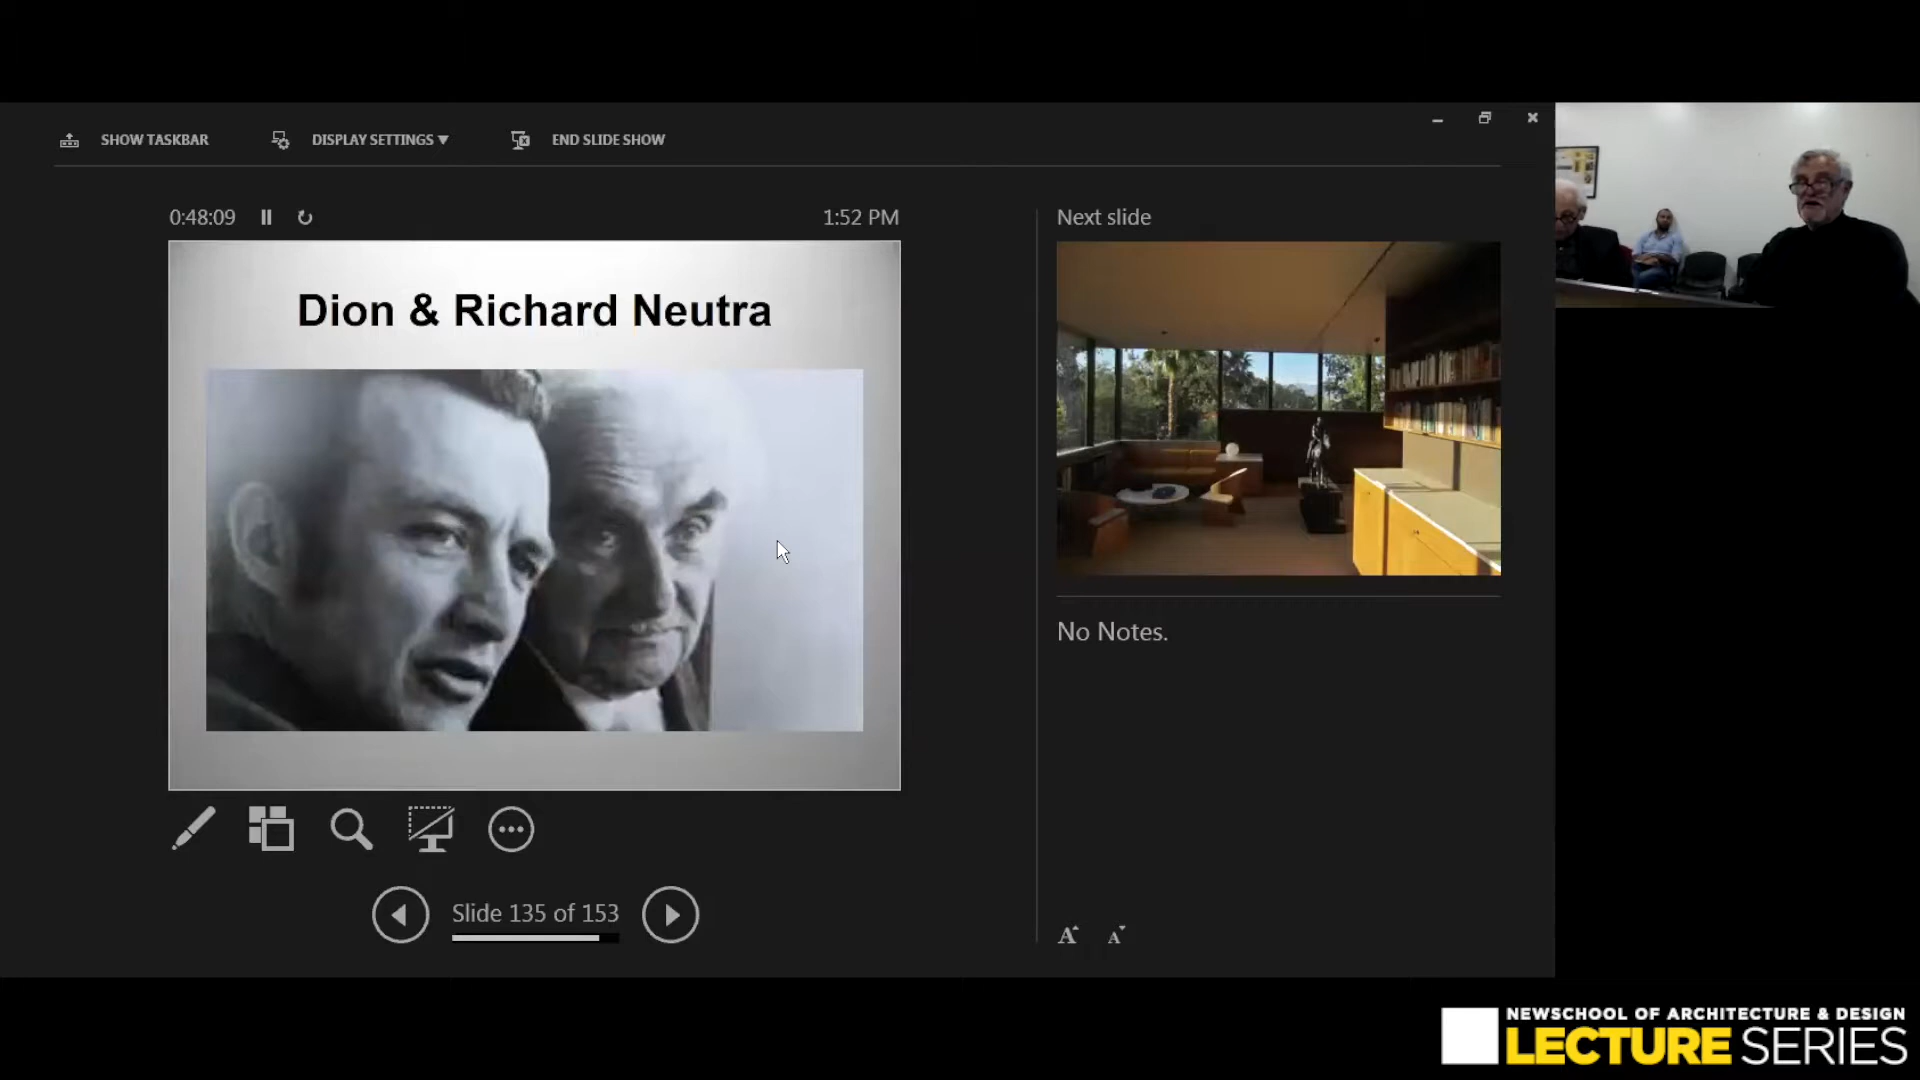 SHOW TASKBAR
DISPLAY SETTINGS ▼
END SLIDE SHOW
0:48:09
1:52 PM
Next slide
Dion & Richard Neutra
No Notes.
Slide 135 of 153
A A
NEWSCHOOL OF ARCHITECTURE & DESIGN
LECTURE SERIES